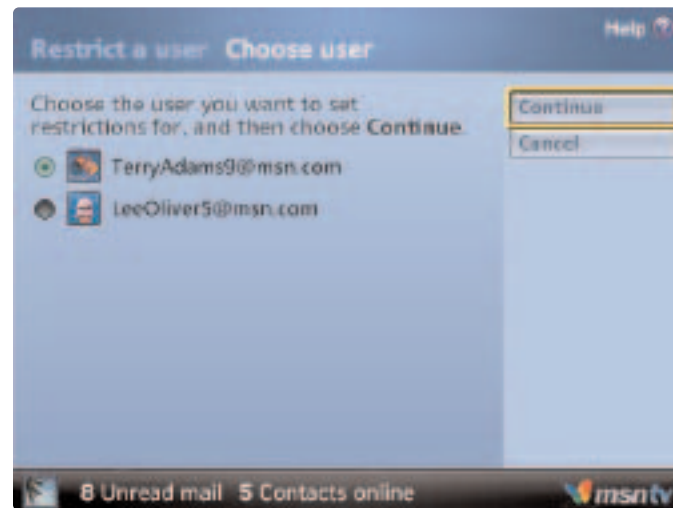 Help ?
Restrict a user Choose user
Choose the user you want to set
restrictions for, and then choose Continue.
TerryAdams9@msn.com
LeeOliver5@msn.com
Continue
Cancel
8 Unread mail 5 Contacts online
msntv